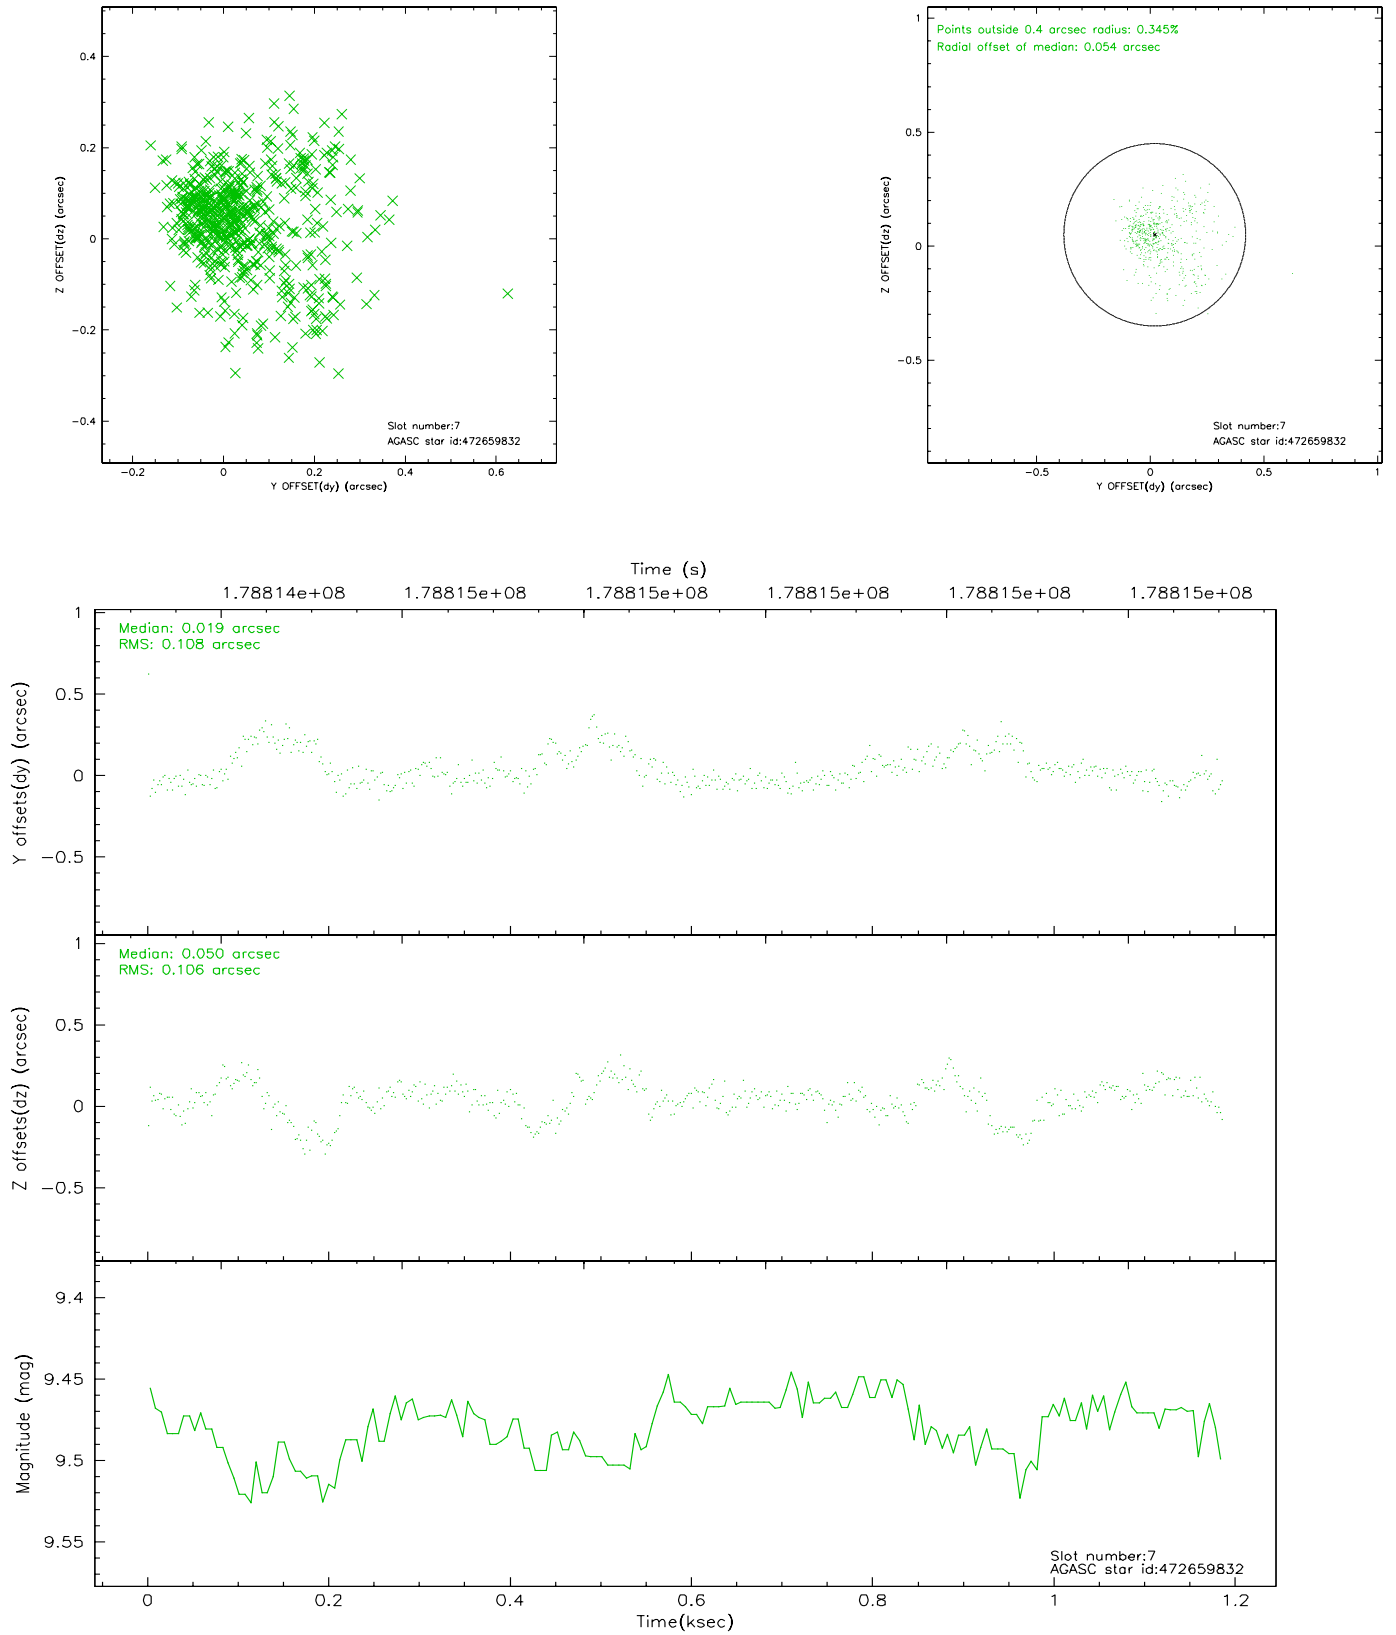 0.4
0.2
0
−0.2
−0.4
Z OFFSET(dz) (arcsec)
Slot number:7
AGASC star id:472659832
−0.2 0 0.2 0.4 0.6
Y OFFSET(dy) (arcsec)
Points outside 0.4 arcsec radius: 0.345%
Radial offset of median: 0.054 arcsec
1
0.5
0
−0.5
Z OFFSET(dz) (arcsec)
Slot number:7
AGASC star id:472659832
−0.5 0 0.5 1
Y OFFSET(dy) (arcsec)
Time (s)
1.78814e+08 1.78815e+08 1.78815e+08 1.78815e+08 1.78815e+08 1.78815e+08
Median: 0.019 arcsec
RMS: 0.108 arcsec
1
0.5
0
−0.5
Y offsets(dy) (arcsec)
Median: 0.050 arcsec
RMS: 0.106 arcsec
1
0.5
0
−0.5
Z offsets(dz) (arcsec)
9.4
9.45
9.5
9.55
Magnitude (mag)
Slot number:7
AGASC star id:472659832
0 0.2 0.4 0.6 0.8 1 1.2
Time(ksec)